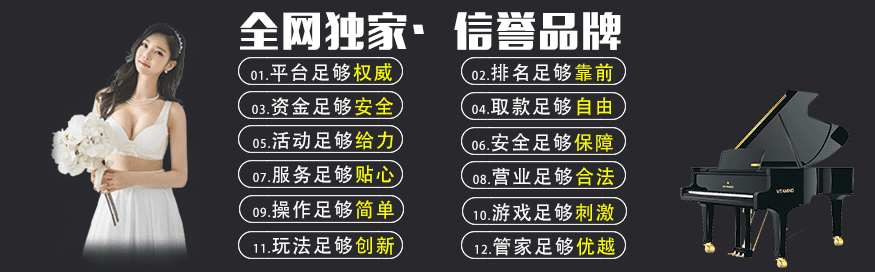 全网独家· 信誉品牌
01.平台足够权威
02.排名足够靠前
03.资金足够安全
04.取款足够自由
05.活动足够给力
06.安全足够保障
07.服务足够贴心
08.营业足够合法
09.操作足够简单
10.游戏足够刺激
11.玩法足够创新
12.管家足够优越